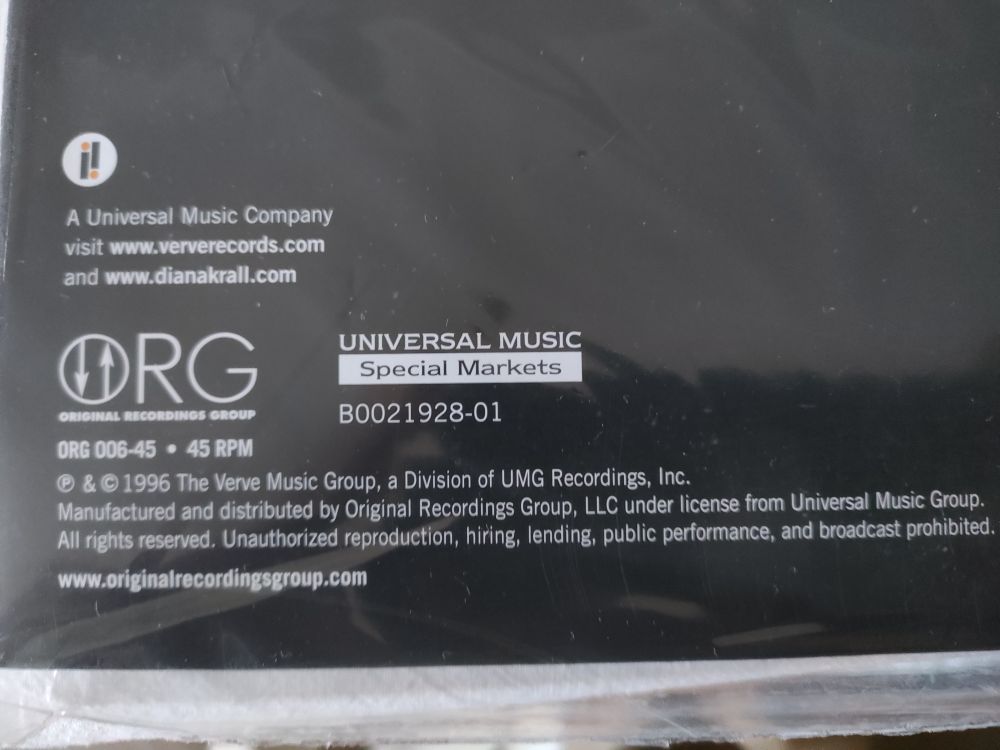 i!
A Universal Music Company
visit www.ververecords.com
and www.dianakrall.com
ORG
ORIGINAL RECORDINGS GROUP
UNIVERSAL MUSIC
Special Markets
B0021928-01
ORG 006-45 • 45 RPM
℗ & © 1996 The Verve Music Group, a Division of UMG Recordings, Inc.
Manufactured and distributed by Original Recordings Group, LLC under license from Universal Music Group.
All rights reserved. Unauthorized reproduction, hiring, lending, public performance, and broadcast prohibited.
www.originalrecordingsgroup.com